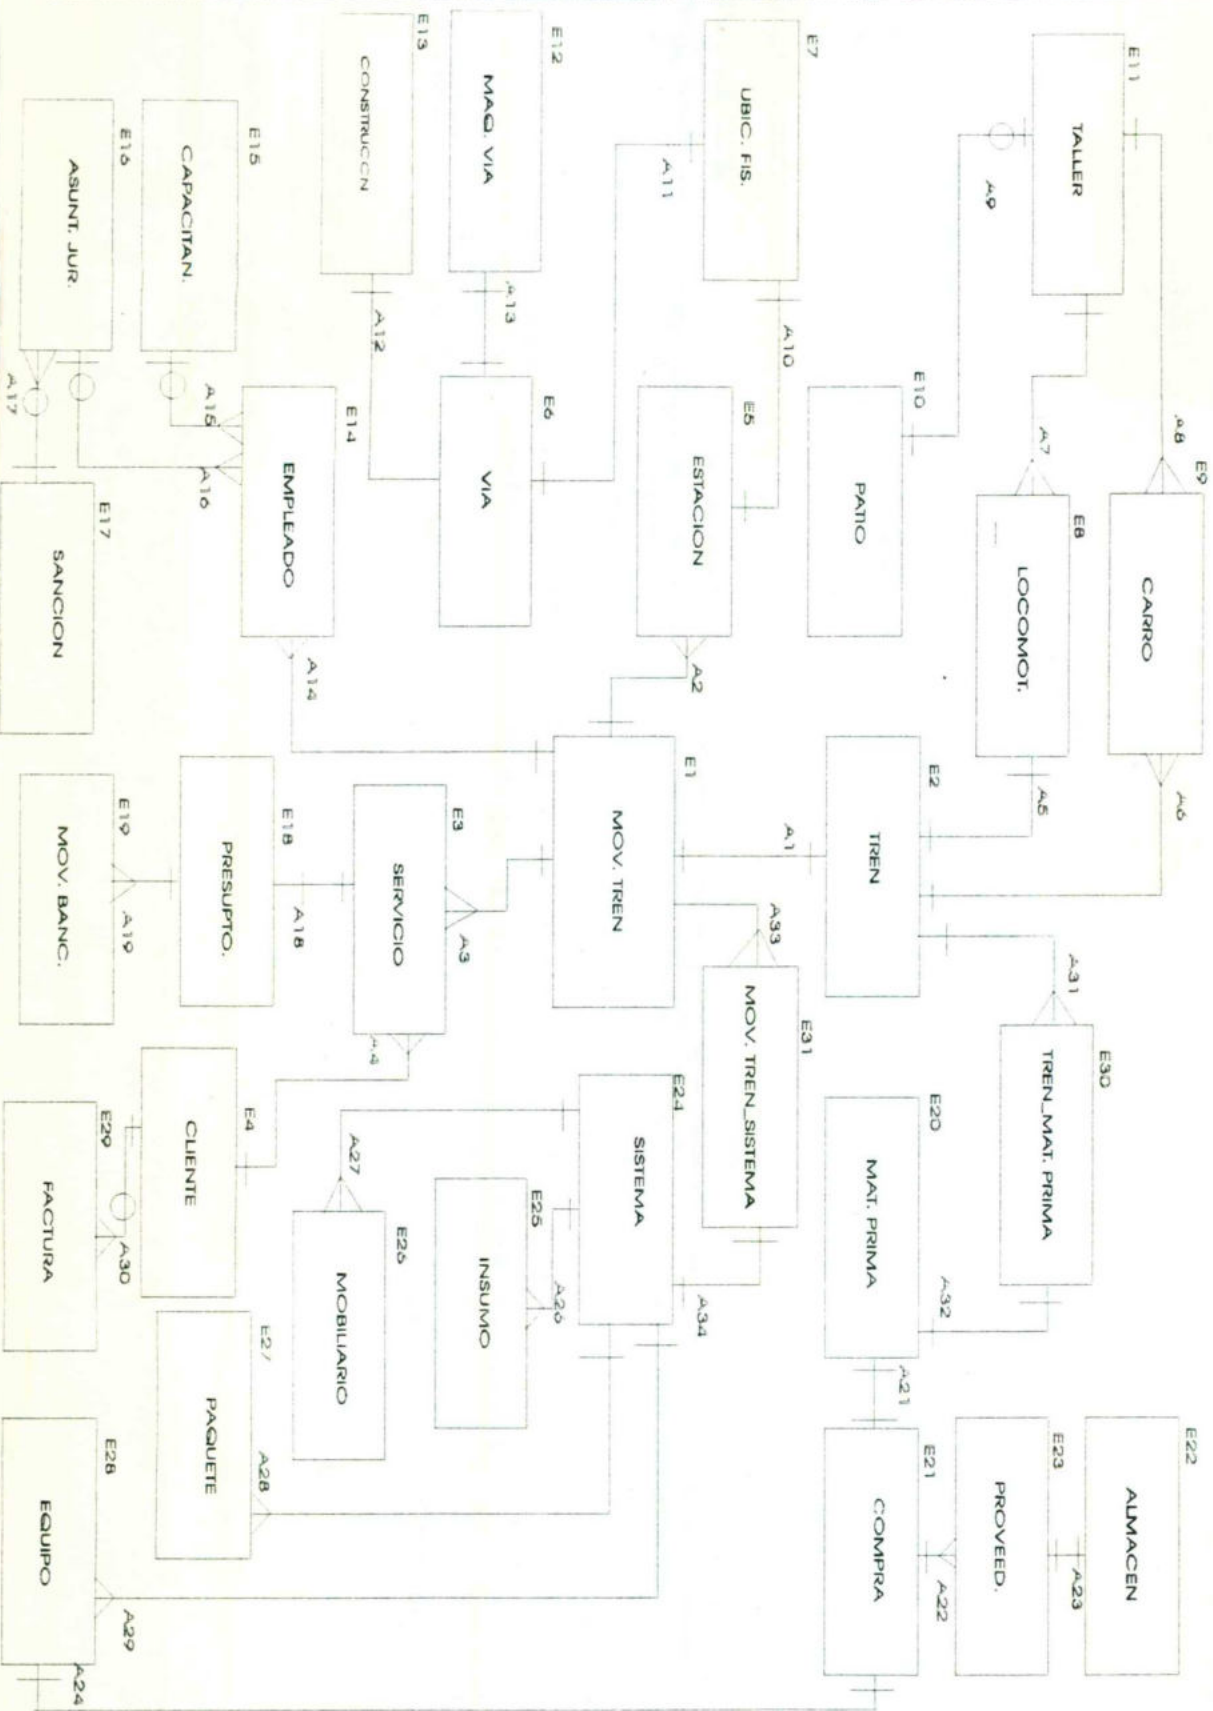 E11
TALLER
A8
E9
CARRO
A6
A7
E8
LOCOMOT.
A5
A9
E10
PATIO
E2
TREN
A31
E30
TREN_MAT. PRIMA
A32
E20
MAT. PRIMA
A21
E22
ALMACEN
A23
E23
PROVEED.
A22
E21
COMPRA
E7
UBIC. FIS.
A10
A11
E5
ESTACION
A2
A1
E1
MOV. TREN
A33
E31
MOV. TREN_SISTEMA
A34
E12
MAQ. VIA
A13
E6
VIA
E13
CONSTRUCCN
A12
E24
SISTEMA
E25
INSUMO
A26
A27
E26
MOBILIARIO
E14
EMPLEADO
A14
A15
A16
E15
CAPACITAN.
E16
ASUNT. JUR.
A17
E17
SANCION
E3
SERVICIO
A3
A4
A18
E18
PRESUPTO.
A19
E19
MOV. BANC.
E4
CLIENTE
A30
E29
FACTURA
E27
PAQUETE
A28
E28
EQUIPO
A29
A24